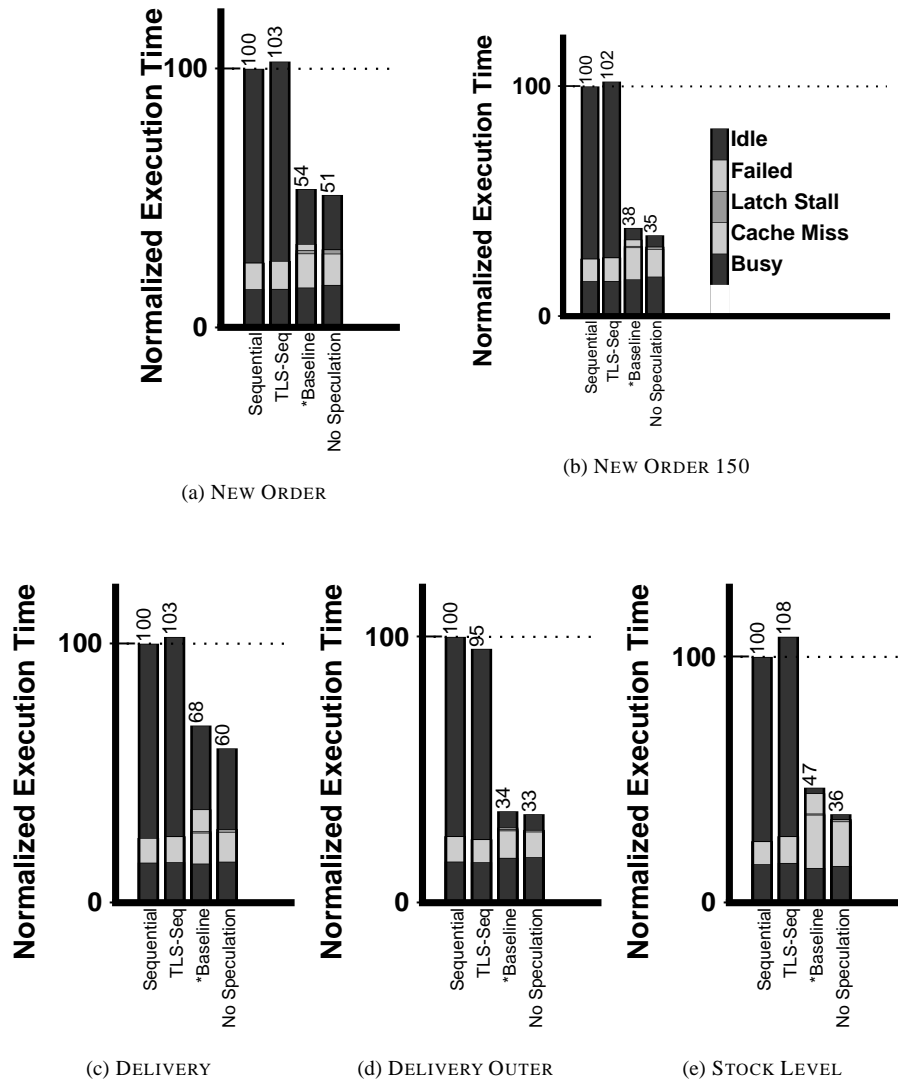 Normalized Execution Time
100
0
100
103
54
51
Sequential
TLS-Seq
*Baseline
No Speculation
(a) NEW ORDER
Normalized Execution Time
100
0
100
102
38
35
Sequential
TLS-Seq
*Baseline
No Speculation
Idle
Failed
Latch Stall
Cache Miss
Busy
(b) NEW ORDER 150
Normalized Execution Time
100
0
100
103
68
60
Sequential
TLS-Seq
*Baseline
No Speculation
(c) DELIVERY
Normalized Execution Time
100
0
100
95
34
33
Sequential
TLS-Seq
*Baseline
No Speculation
(d) DELIVERY OUTER
Normalized Execution Time
100
0
100
108
47
36
Sequential
TLS-Seq
*Baseline
No Speculation
(e) STOCK LEVEL